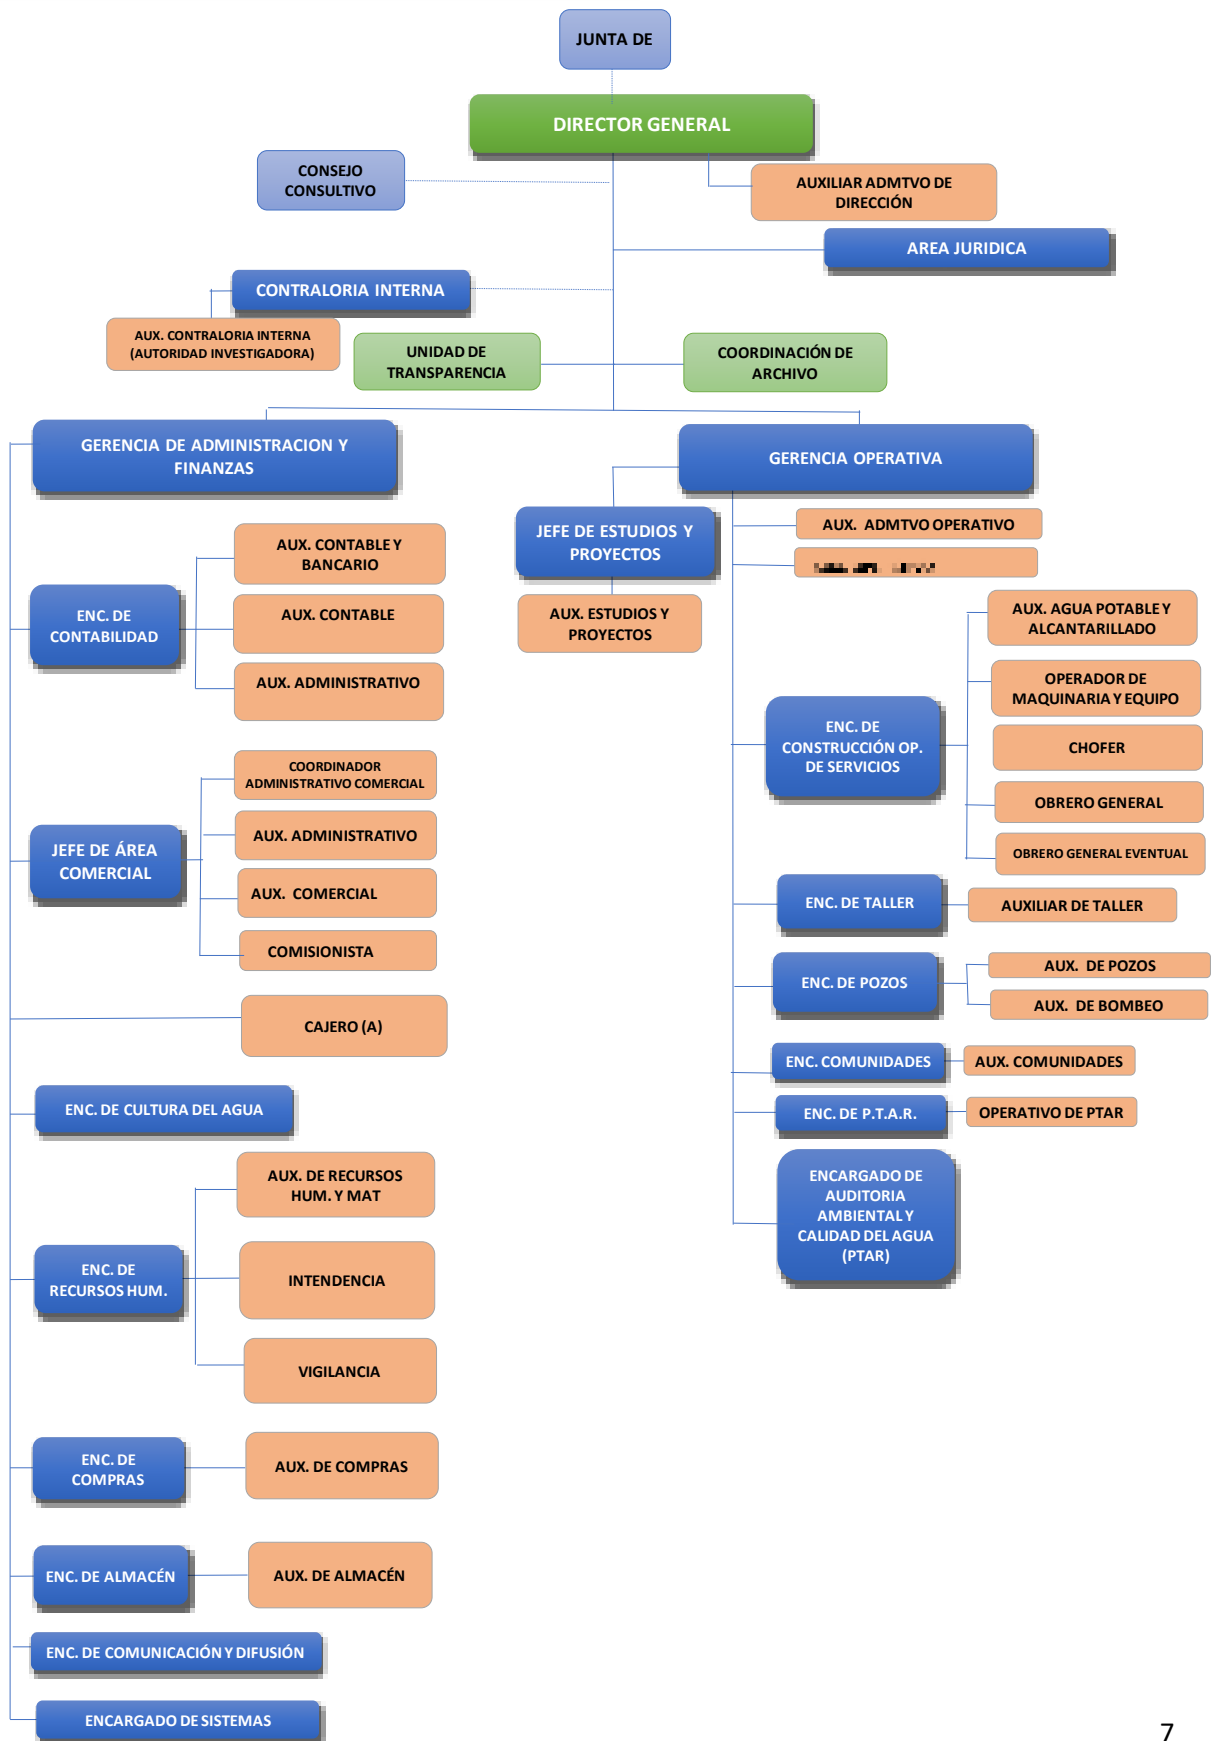 JUNTA DE
DIRECTOR GENERAL
CONSEJO
CONSULTIVO
AUXILIAR ADMTVO DE
DIRECCIÓN
AREA JURIDICA
CONTRALORIA INTERNA
AUX. CONTRALORIA INTERNA
(AUTORIDAD INVESTIGADORA)
UNIDAD DE
TRANSPARENCIA
COORDINACIÓN DE
ARCHIVO
GERENCIA DE ADMINISTRACION Y
FINANZAS
ENC. DE
CONTABILIDAD
AUX. CONTABLE Y
BANCARIO
AUX. CONTABLE
AUX. ADMINISTRATIVO
JEFE DE ÁREA
COMERCIAL
COORDINADOR
ADMINISTRATIVO COMERCIAL
AUX. ADMINISTRATIVO
AUX. COMERCIAL
COMISIONISTA
CAJERO (A)
ENC. DE CULTURA DEL AGUA
ENC. DE
RECURSOS HUM.
AUX. DE RECURSOS
HUM. Y MAT
INTENDENCIA
VIGILANCIA
ENC. DE
COMPRAS
AUX. DE COMPRAS
ENC. DE ALMACÉN
AUX. DE ALMACÉN
ENC. DE COMUNICACIÓN Y DIFUSIÓN
ENCARGADO DE SISTEMAS
GERENCIA OPERATIVA
JEFE DE ESTUDIOS Y
PROYECTOS
AUX. ESTUDIOS Y
PROYECTOS
AUX. ADMTVO OPERATIVO
ENC. DE
CONSTRUCCIÓN OP.
DE SERVICIOS
AUX. AGUA POTABLE Y
ALCANTARILLADO
OPERADOR DE
MAQUINARIA Y EQUIPO
CHOFER
OBRERO GENERAL
OBRERO GENERAL EVENTUAL
ENC. DE TALLER
AUXILIAR DE TALLER
ENC. DE POZOS
AUX. DE POZOS
AUX. DE BOMBEO
ENC. COMUNIDADES
AUX. COMUNIDADES
ENC. DE P.T.A.R.
OPERATIVO DE PTAR
ENCARGADO DE
AUDITORIA
AMBIENTAL Y
CALIDAD DEL AGUA
(PTAR)
7